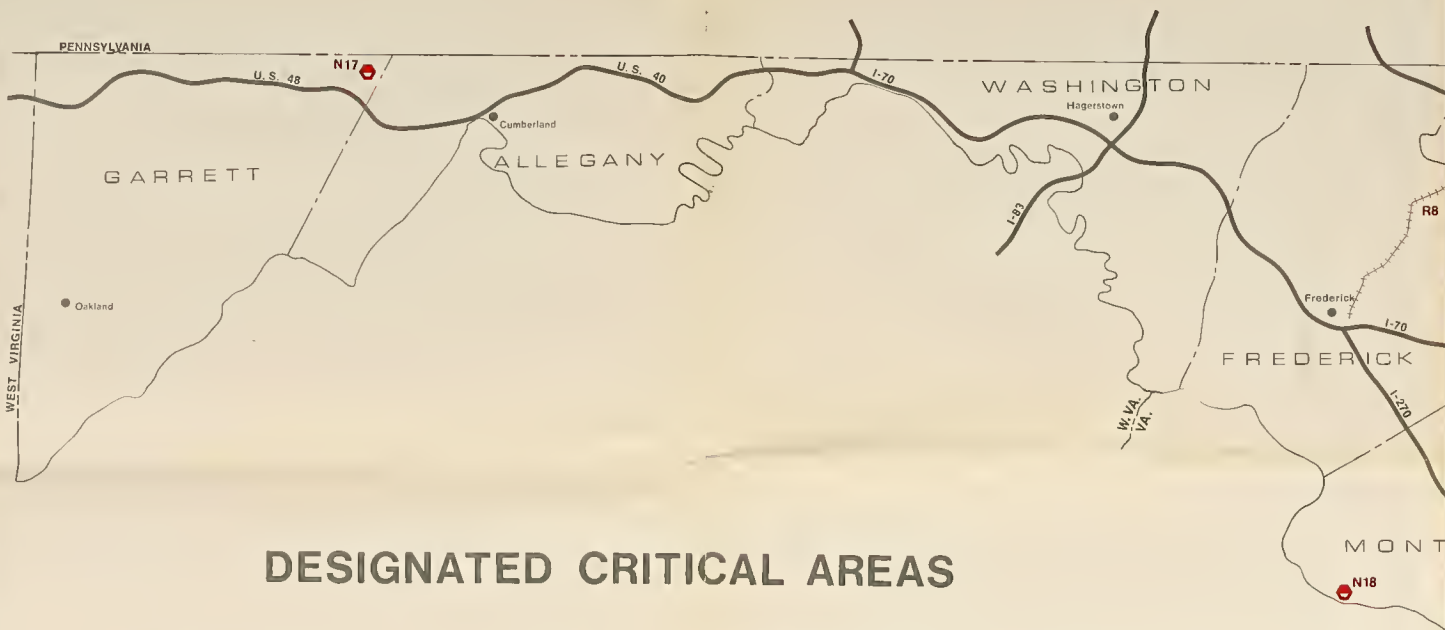 PENNSYLVANIA
N17
U.S. 48
U.S. 40
I-70
WASHINGTON
Hagerstown
Cumberland
ALLEGANY
GARRETT
I-83
R8
Oakland
WEST VIRGINIA
Frederick
I-70
FREDERICK
I-270
W. VA.
VA.
MONT
N18
DESIGNATED CRITICAL AREAS